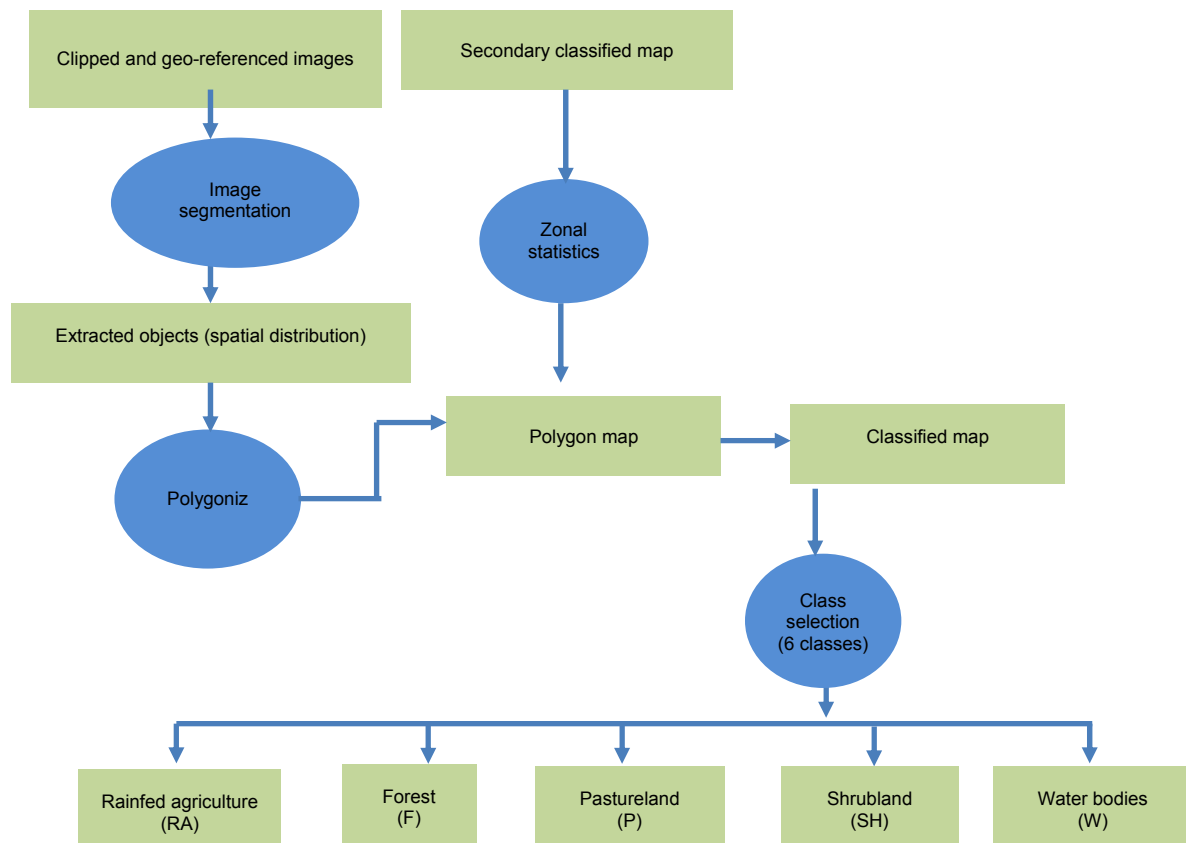 Clipped and geo-referenced images
Secondary classified map
Image
segmentation
Zonal
statistics
Extracted objects (spatial distribution)
Polygon map
Classified map
Polygoniz
Class
selection
(6 classes)
Rainfed agriculture
(RA)
Forest
(F)
Pastureland
(P)
Shrubland
(SH)
Water bodies
(W)